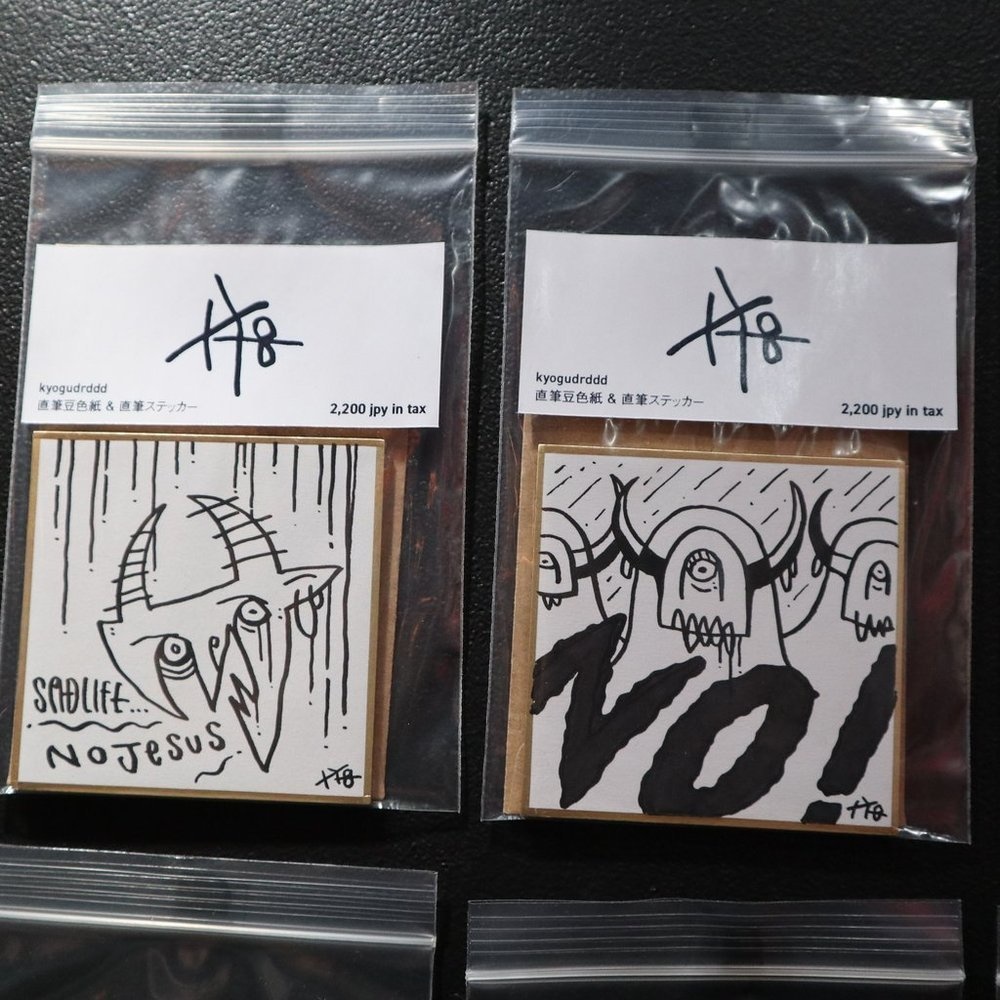 kyogudrddd
直筆豆色紙 & 直筆ステッカー
2,200 jpy in tax
SADLIFE...
NOJesus
kyogudrddd
直筆豆色紙 & 直筆ステッカー
2,200 jpy in tax
YO!